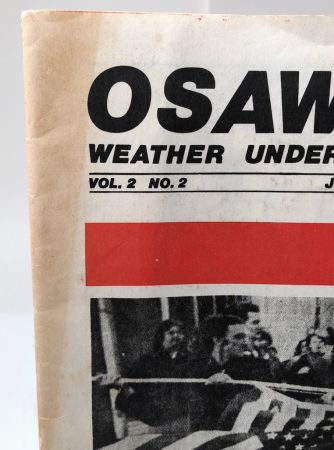 OSAW
WEATHER UNDER
VOL. 2 NO. 2 J